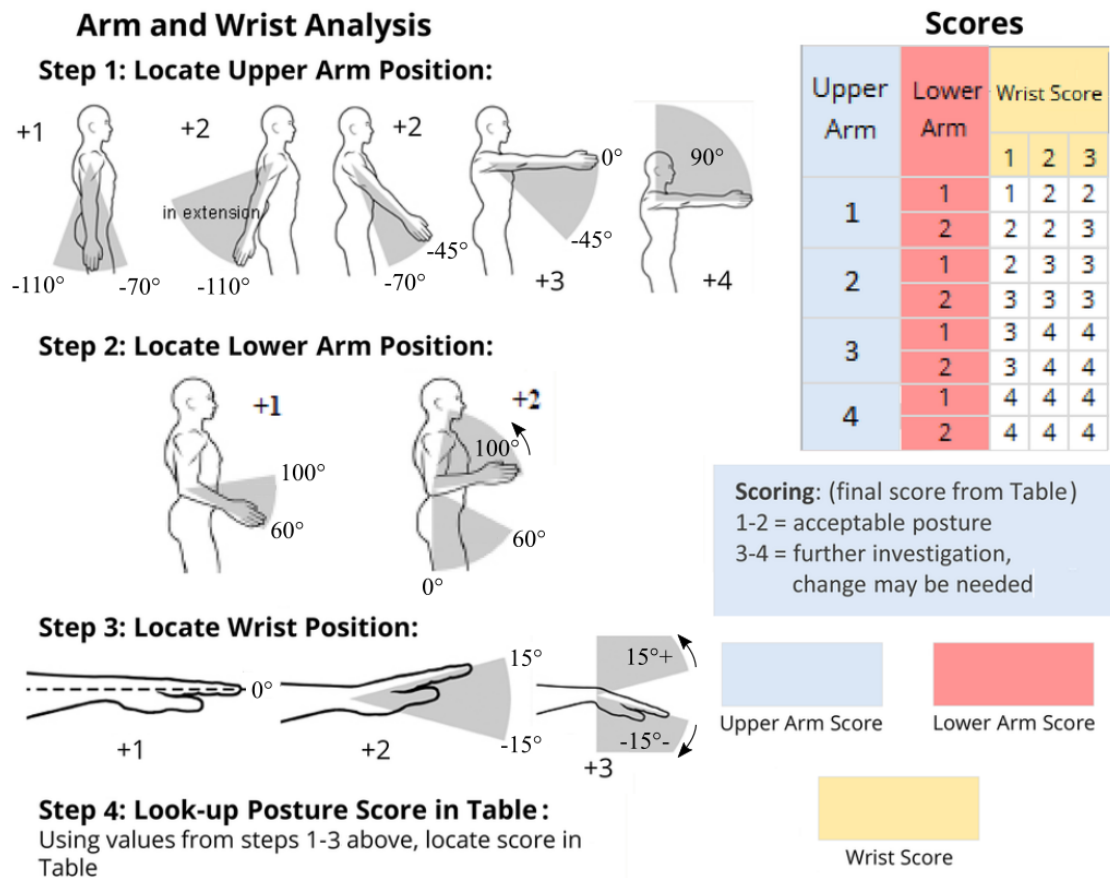 Arm and Wrist Analysis
Step 1: Locate Upper Arm Position:
+1
-110°
-70°
+2
in extension
-110°
+2
-45°
-70°
0°
-45°
+3
90°
+4
Step 2: Locate Lower Arm Position:
+1
100°
60°
+2
100°
60°
0°
Step 3: Locate Wrist Position:
0°
+1
15°
-15°
+2
15°+
-15°-
+3
Step 4: Look-up Posture Score in Table:
Using values from steps 1-3 above, locate score in
Table
Scores
Upper Arm
Lower Arm
Wrist Score
1 2 3
1
1 1 2 2
2 2 2 3
2
1 2 3 3
2 3 3 3
3
1 3 4 4
2 3 4 4
4
1 4 4 4
2 4 4 4
Scoring: (final score from Table)
1-2 = acceptable posture
3-4 = further investigation,
change may be needed
Upper Arm Score
Lower Arm Score
Wrist Score